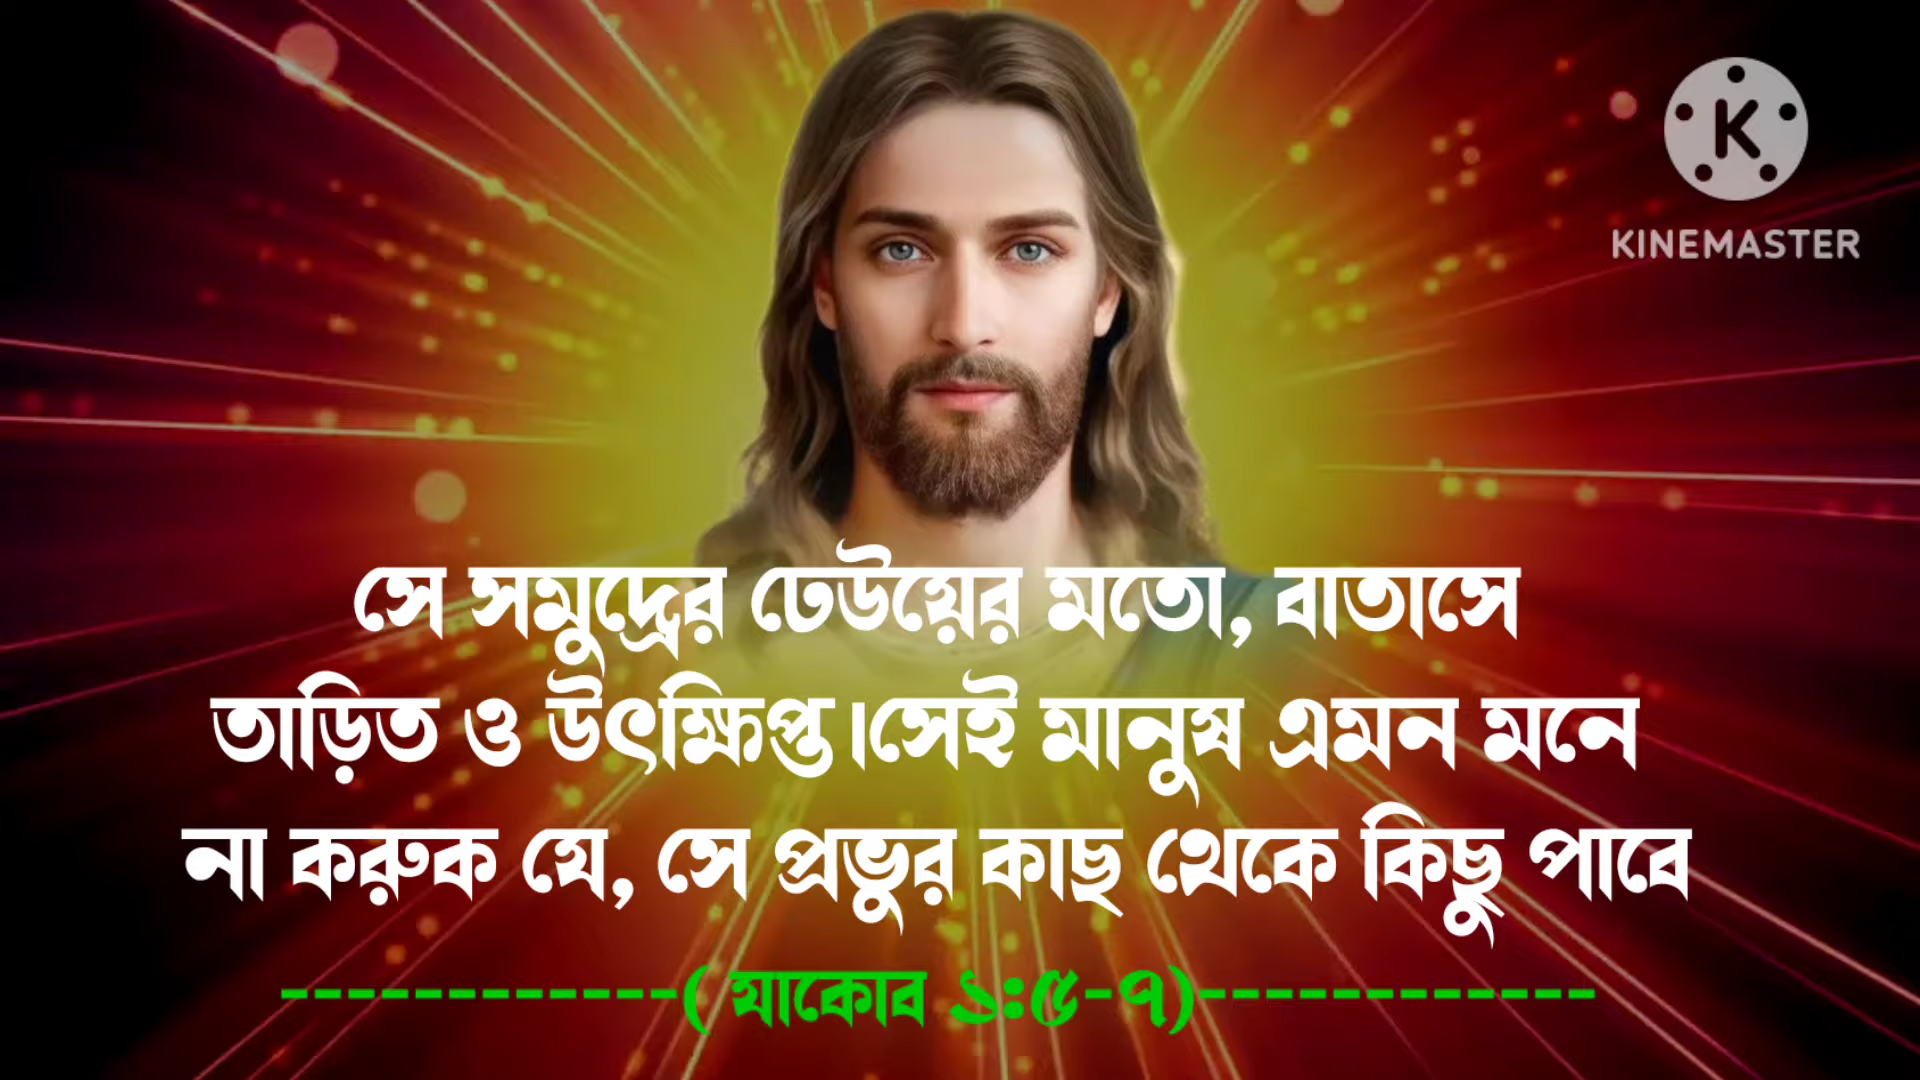 KINEMASTER
সে সমুদ্রের ঢেউয়ের মতো, বাতাসে
তাড়িত ও উৎক্ষিপ্ত।সেই মানুষ এমন মনে
না করুক যে, সে প্রভুর কাছ থেকে কিছু পাবে
------------( যাকোব ১ঃ৫-৭)------------